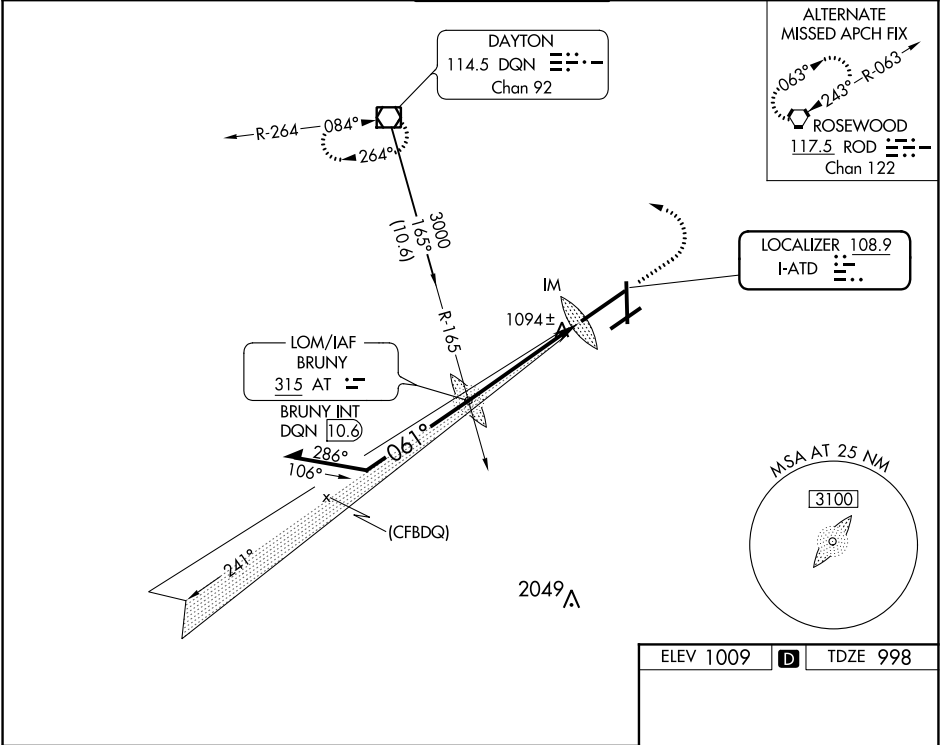 DAYTON
114.5 DQN
Chan 92
ALTERNATE
MISSED APCH FIX
063°
243°
R-063
ROSEWOOD
117.5 ROD
Chan 122
R-264
084°
264°
3000
165°
(10.6)
R-165
LOCALIZER 108.9
I-ATD
IM
1094±
LOM/IAF
BRUNY
315 AT
BRUNY INT
DQN 10.6
286°
106°
061°
(CFBDQ)
241°
2049
MSA AT 25 NM
3100
ELEV 1009 D TDZE 998